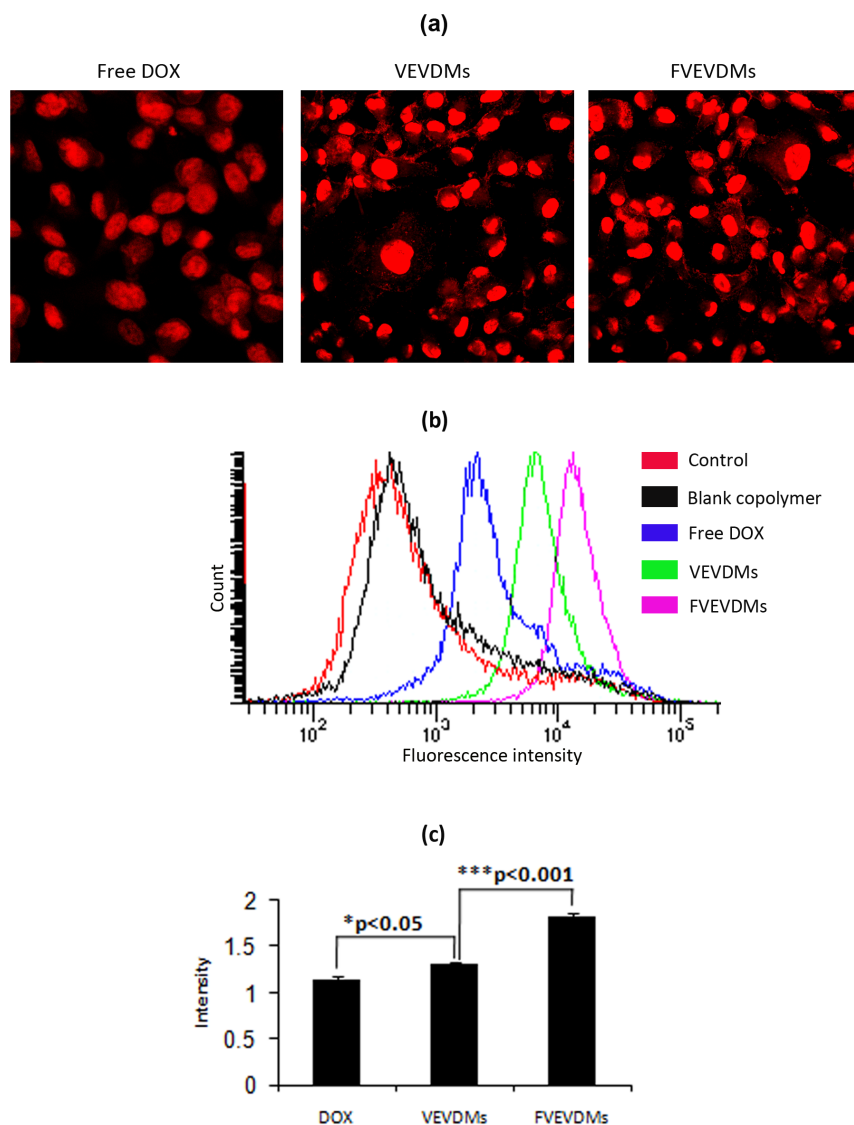 (a)
Free DOX VEVDMs FVEVDMs
(b)
Count
Control
Blank copolymer
Free DOX
VEVDMs
FVEVDMs
10² 10³ 10⁴ 10⁵
Fluorescence intensity
(c)
Intensity
***p<0.001
*p<0.05
2
1.5
1
0.5
0
DOX VEVDMs FVEVDMs